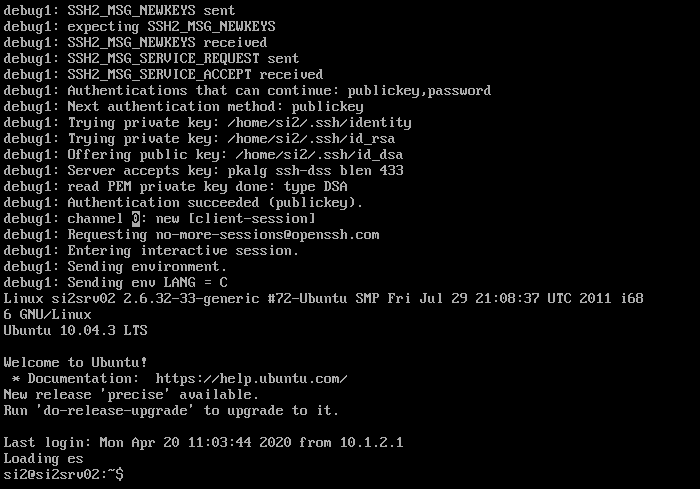 debug1: SSH2_MSG_NEWKEYS sent
debug1: expecting SSH2_MSG_NEWKEYS
debug1: SSH2_MSG_NEWKEYS received
debug1: SSH2_MSG_SERVICE_REQUEST sent
debug1: SSH2_MSG_SERVICE_ACCEPT received
debug1: Authentications that can continue: publickey,password
debug1: Next authentication method: publickey
debug1: Trying private key: /home/si2/.ssh/identity
debug1: Trying private key: /home/si2/.ssh/id_rsa
debug1: Offering public key: /home/si2/.ssh/id_dsa
debug1: Server accepts key: pkalg ssh-dss blen 433
debug1: read PEM private key done: type DSA
debug1: Authentication succeeded (publickey).
debug1: channel 0: new [client-session]
debug1: Requesting no-more-sessions@openssh.com
debug1: Entering interactive session.
debug1: Sending environment.
debug1: Sending env LANG = C
Linux si2srv02 2.6.32-33-generic #72-Ubuntu SMP Fri Jul 29 21:08:37 UTC 2011 i68
6 GNU/Linux
Ubuntu 10.04.3 LTS

Welcome to Ubuntu!
 * Documentation:  https://help.ubuntu.com/
New release 'precise' available.
Run 'do-release-upgrade' to upgrade to it.

Last login: Mon Apr 20 11:03:44 2020 from 10.1.2.1
Loading es
si2@si2srv02:~$